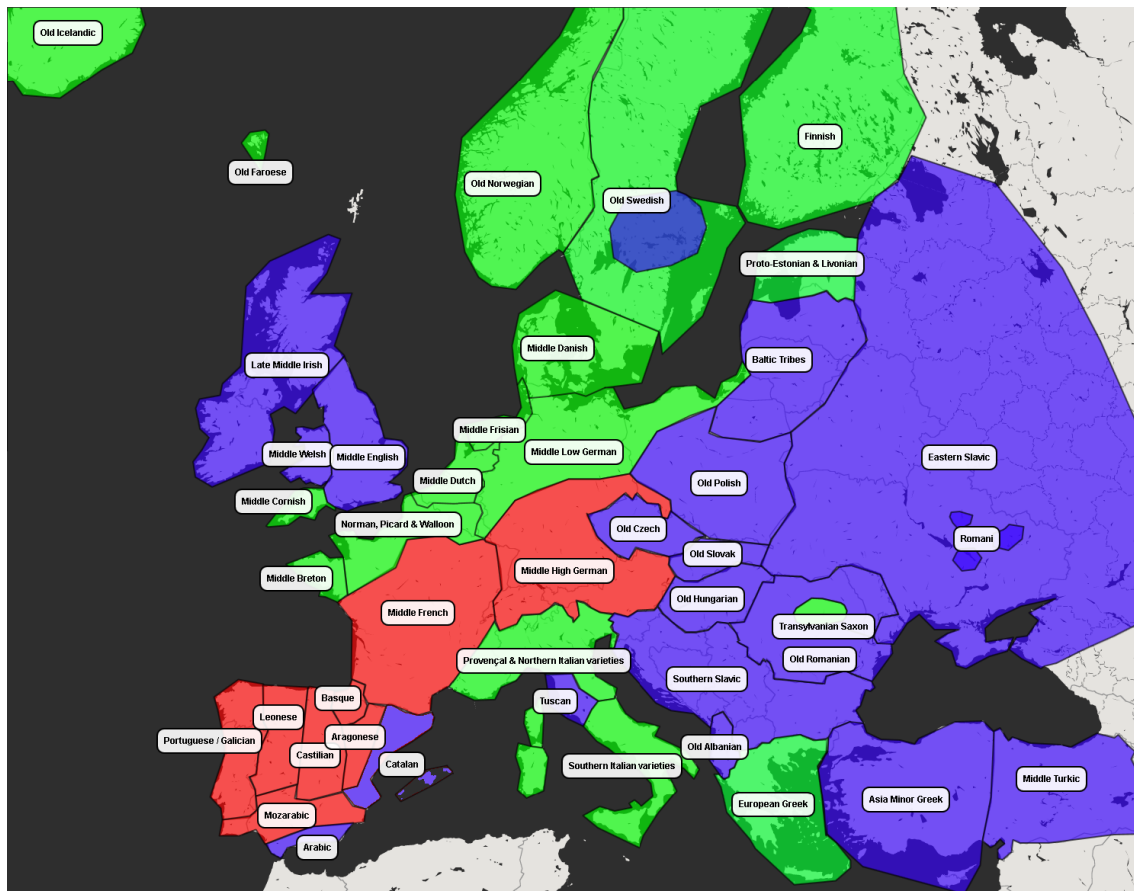 Old Icelandic
Finnish
Old Faroese
Old Norwegian
Old Swedish
Proto-Estonian & Livonian
Middle Danish
Baltic Tribes
Late Middle Irish
Middle Frisian
Middle Low German
Middle Welsh
Middle English
Eastern Slavic
Middle Dutch
Old Polish
Middle Cornish
Norman, Picard & Walloon
Old Czech
Romani
Old Slovak
Middle Breton
Middle High German
Old Hungarian
Middle French
Transylvanian Saxon
Provençal & Northern Italian varieties
Old Romanian
Southern Slavic
Basque
Tuscan
Leonese
Portuguese / Galician
Aragonese
Old Albanian
Castilian
Catalan
Southern Italian varieties
Middle Turkic
Asia Minor Greek
European Greek
Mozarabic
Arabic